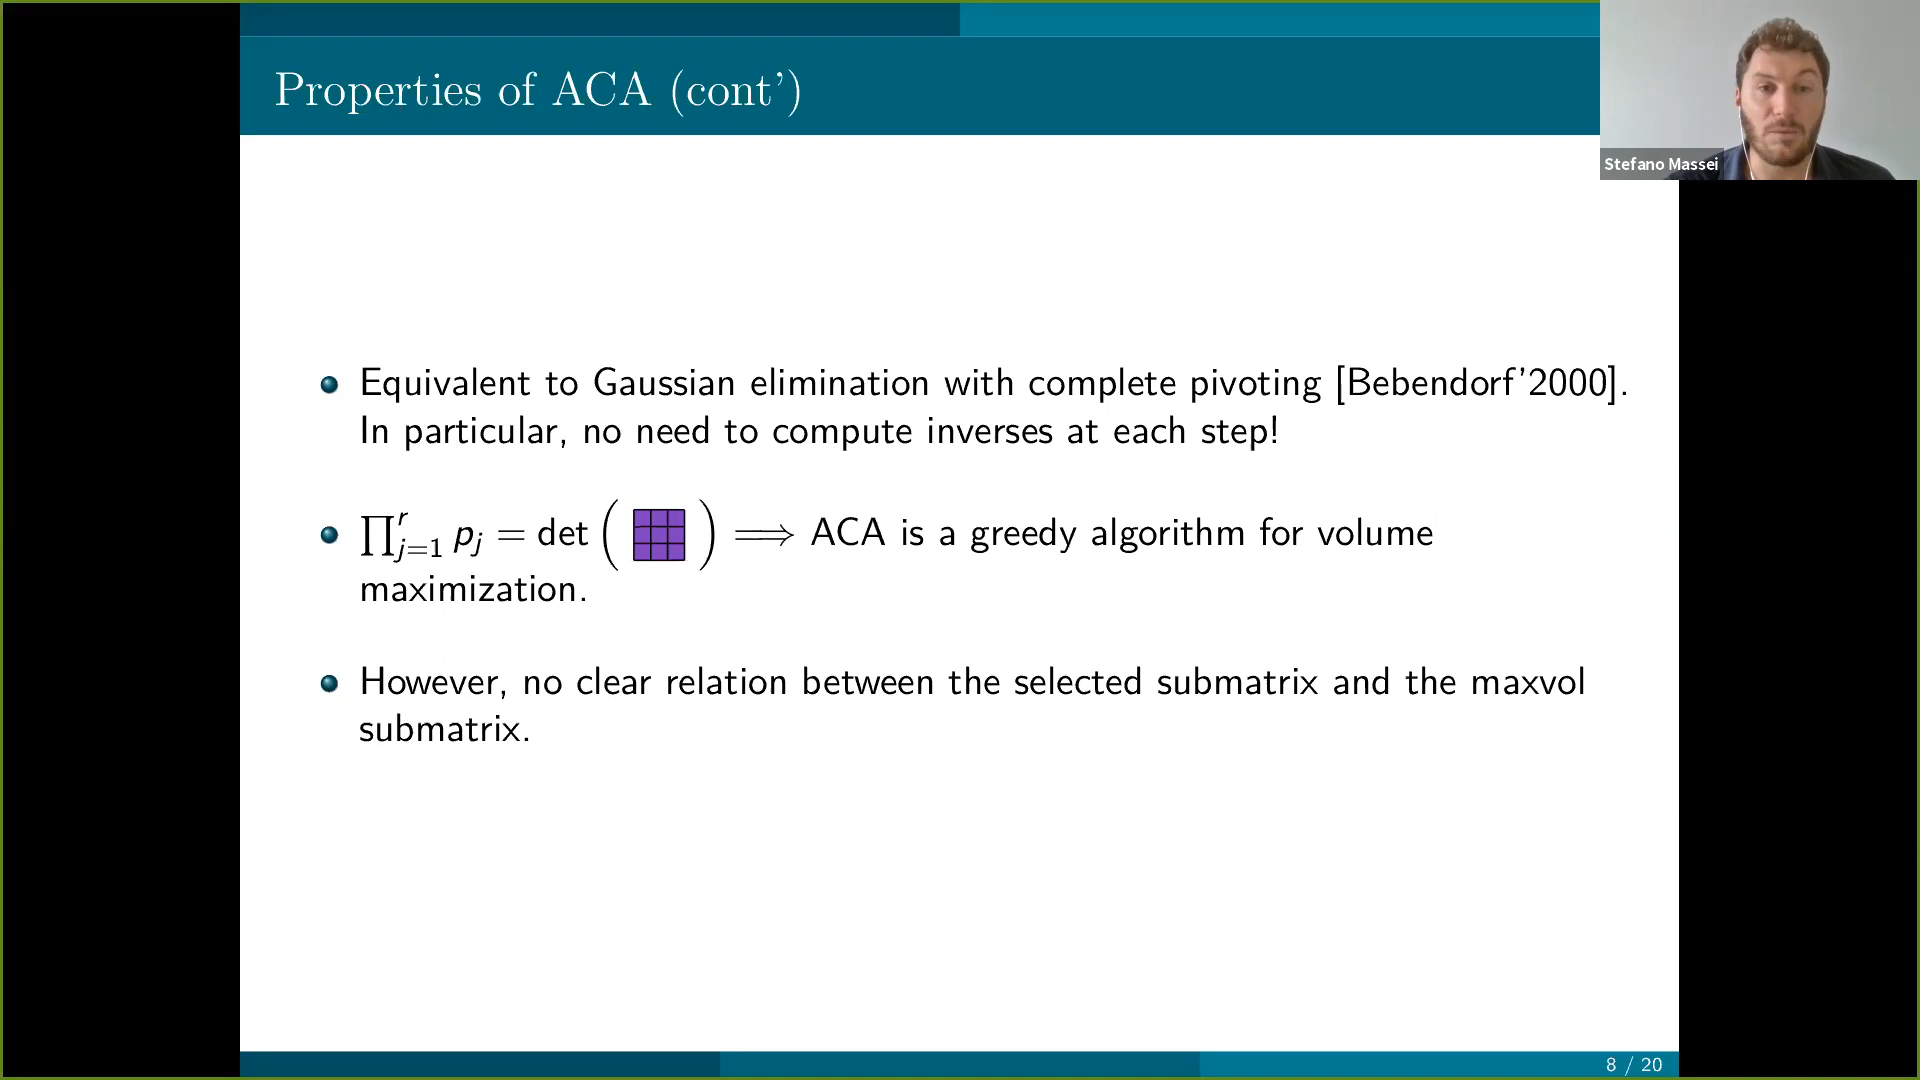 Properties of ACA (cont')
Stefano Massei
Equivalent to Gaussian elimination with complete pivoting [Bebendorf'2000].
In particular, no need to compute inverses at each step!
∏_{j=1}^{r} p_j = det ( ) ⟹ ACA is a greedy algorithm for volume
maximization.
However, no clear relation between the selected submatrix and the maxvol
submatrix.
8 / 20